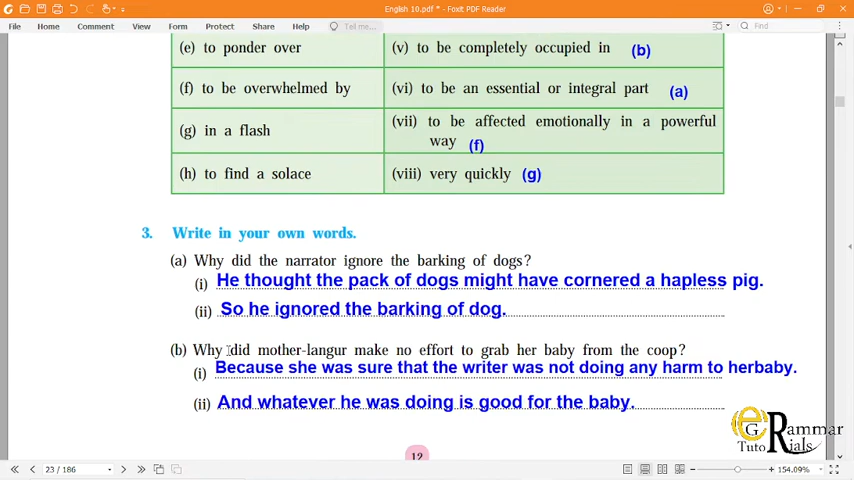 English 10.pdf * - Foxit PDF Reader
File Home Comment View Form Protect Share Help Tell me... Find
(e) to ponder over (v) to be completely occupied in (b)
(f) to be overwhelmed by (vi) to be an essential or integral part (a)
(g) in a flash (vii) to be affected emotionally in a powerful
way (f)
(h) to find a solace (viii) very quickly (g)
3. Write in your own words.
(a) Why did the narrator ignore the barking of dogs?
(i) He thought the pack of dogs might have cornered a hapless pig.
(ii) So he ignored the barking of dog.
(b) Why did mother-langur make no effort to grab her baby from the coop?
(i) Because she was sure that the writer was not doing any harm to herbaby.
(ii) And whatever he was doing is good for the baby.
eG Rammar
Tuto Rials
12
23 / 186 154.09%